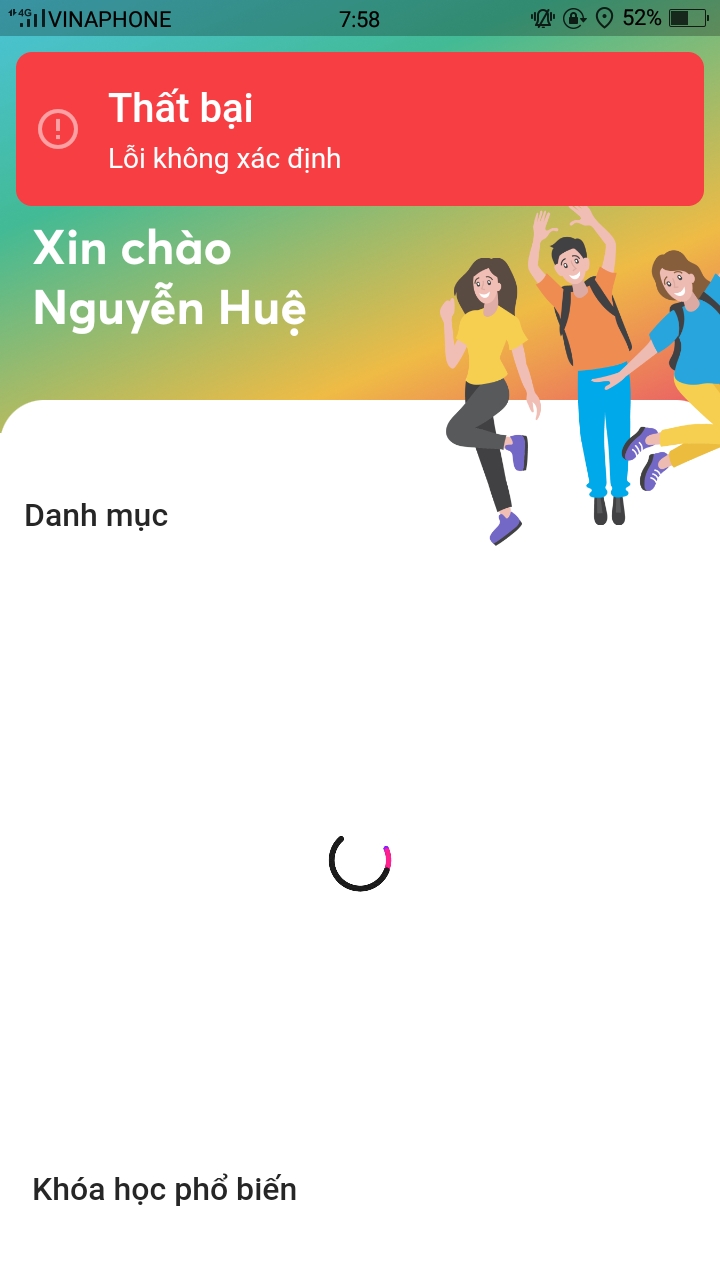 4G VINAPHONE 7:58 52%
Thất bại
Lỗi không xác định
Xin chào
Nguyễn Huệ
Danh mục
Khóa học phổ biến